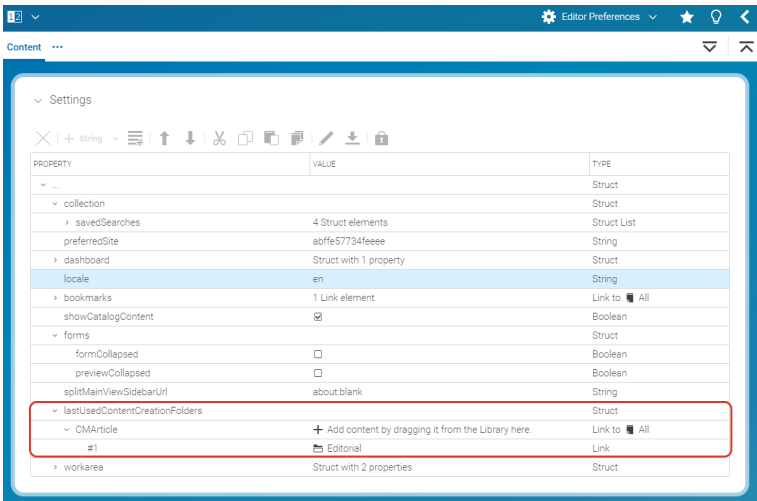 12 Editor Preferences
Content ...
Settings
String
PROPERTY VALUE TYPE
... Struct
collection Struct
savedSearches 4 Struct elements Struct List
preferredSite abffe57734feeee String
dashboard Struct with 1 property Struct
locale en String
bookmarks 1 Link element Link to All
showCatalogContent Boolean
forms Struct
formCollapsed Boolean
previewCollapsed Boolean
splitMainViewSidebarUrl about:blank String
lastUsedContentCreationFolders Struct
CMArticle Add content by dragging it from the Library here. Link to All
#1 Editorial Link
workarea Struct with 2 properties Struct